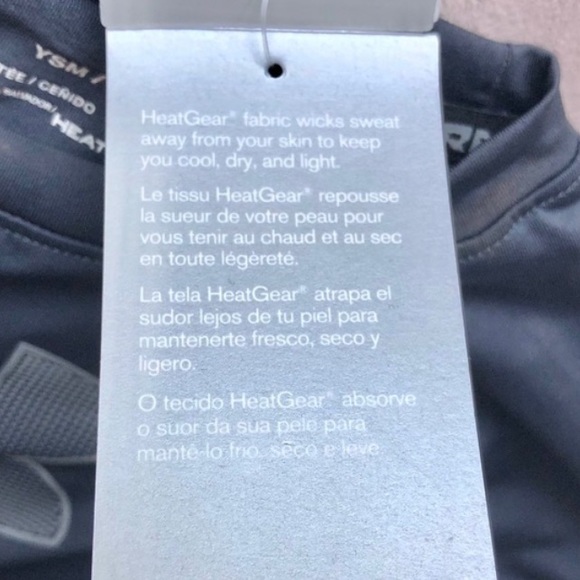 YSM /
TÉE / CEÑIDO
HEAT
HeatGear® fabric wicks sweat
away from your skin to keep
you cool, dry, and light.
Le tissu HeatGear® repousse
la sueur de votre peau pour
vous tenir au chaud et au sec
en toute légèreté.
La tela HeatGear® atrapa el
sudor lejos de tu piel para
mantenerte fresco, seco y
ligero.
O tecido HeatGear® absorve
o suor da sua pele para
mantê-lo frio, seco e leve.